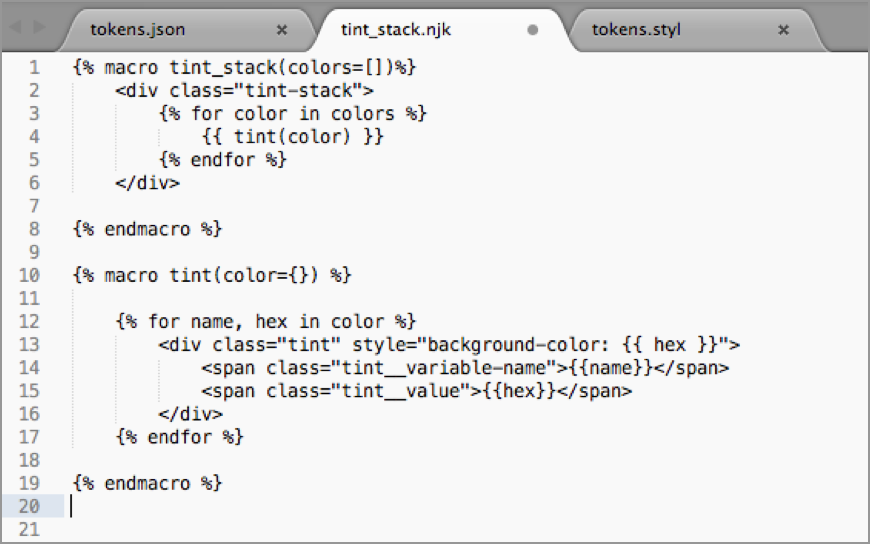 tokens.json × tint_stack.njk tokens.styl ×
1 {% macro tint_stack(colors=[])%}
2     <div class="tint-stack">
3         {% for color in colors %}
4             {{ tint(color) }}
5         {% endfor %}
6     </div>
7
8 {% endmacro %}
9
10 {% macro tint(color={}) %}
11
12     {% for name, hex in color %}
13         <div class="tint" style="background-color: {{ hex }}">
14             <span class="tint__variable-name">{{name}}</span>
15             <span class="tint__value">{{hex}}</span>
16         </div>
17     {% endfor %}
18
19 {% endmacro %}
20
21